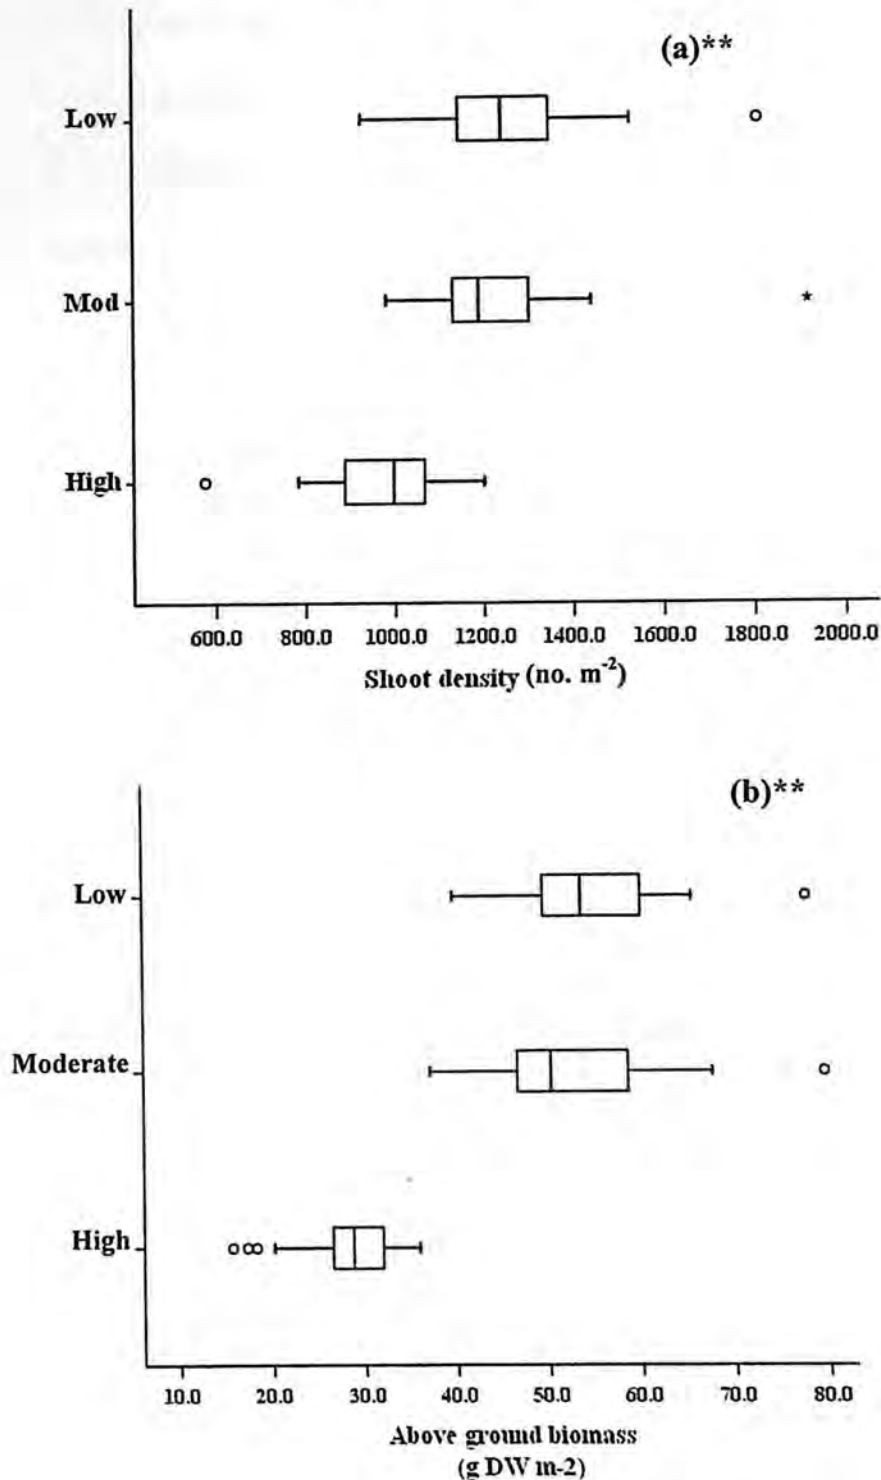 (a)**
Low
Mod
*
High
600.0 800.0 1000.0 1200.0 1400.0 1600.0 1800.0 2000.0
Shoot density (no. m⁻²)
(b)**
Low
Moderate
High
10.0 20.0 30.0 40.0 50.0 60.0 70.0 80.0
Above ground biomass
(g DW m-2)